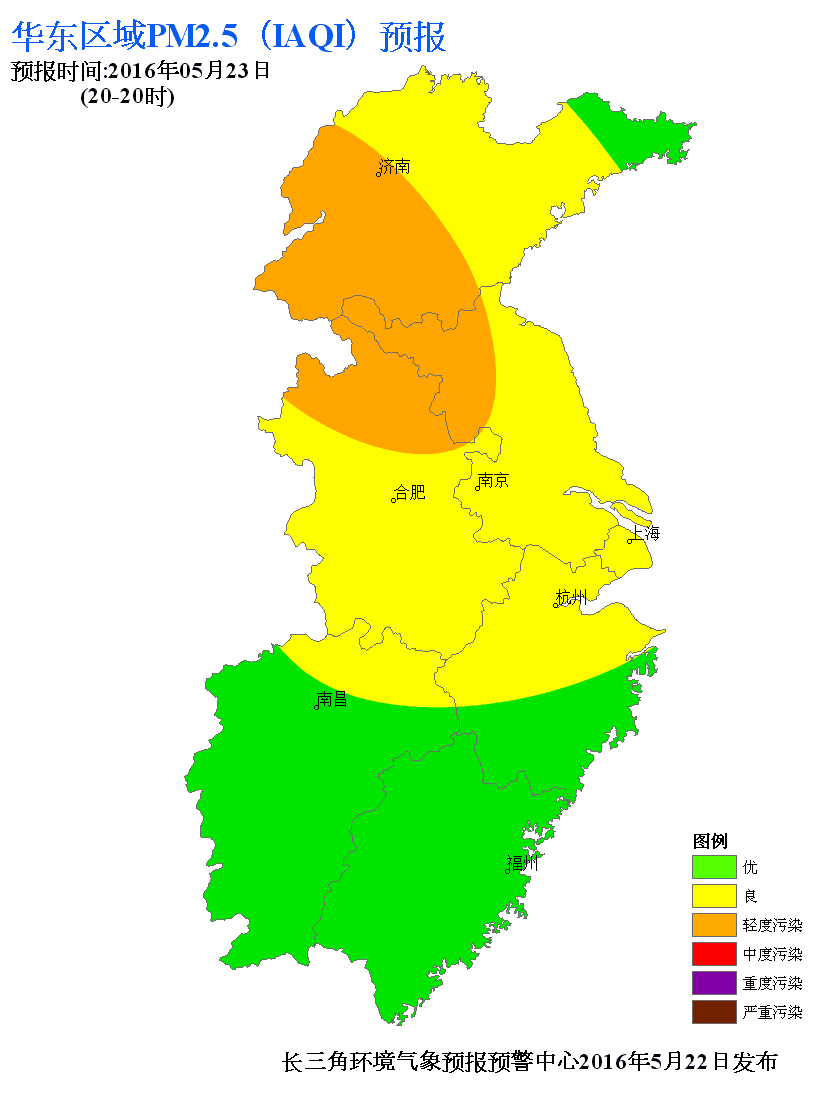 华东区域PM2.5（IAQI）预报
预报时间:2016年05月23日
(20-20时)
济南
南京
合肥
上海
杭州
南昌
福州
图例
优
良
轻度污染
中度污染
重度污染
严重污染
长三角环境气象预报预警中心2016年5月22日发布